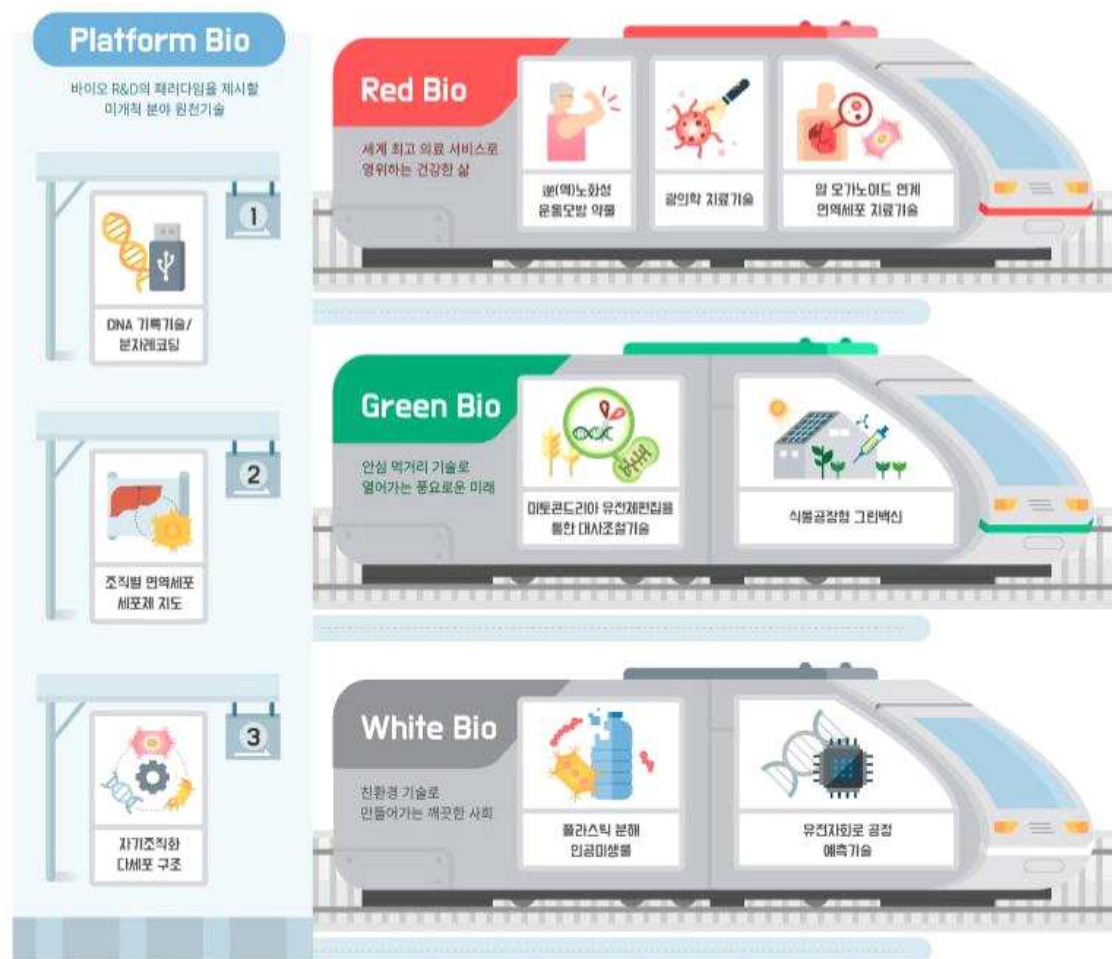 Platform Bio
바이오 R&D의 패러다임을 제시할
미개척 분야 원천기술
1
DNA 기록기술/
분자레코딩
2
조직별 면역세포
세포체 지도
3
자기조직화
다세포 구조
Red Bio
세계 최고 의료 서비스로
영위하는 건강한 삶
逆(역)노화성
운동모방 약물
광의학 치료기술
암 오가노이드 연계
면역세포 치료기술
Green Bio
안심 먹거리 기술로
열어가는 풍요로운 미래
미토콘드리아 유전체편집을
통한 대사조절기술
식물공장형 그린백신
White Bio
친환경 기술로
만들어가는 깨끗한 사회
플라스틱 분해
인공미생물
유전자회로 공정
예측기술